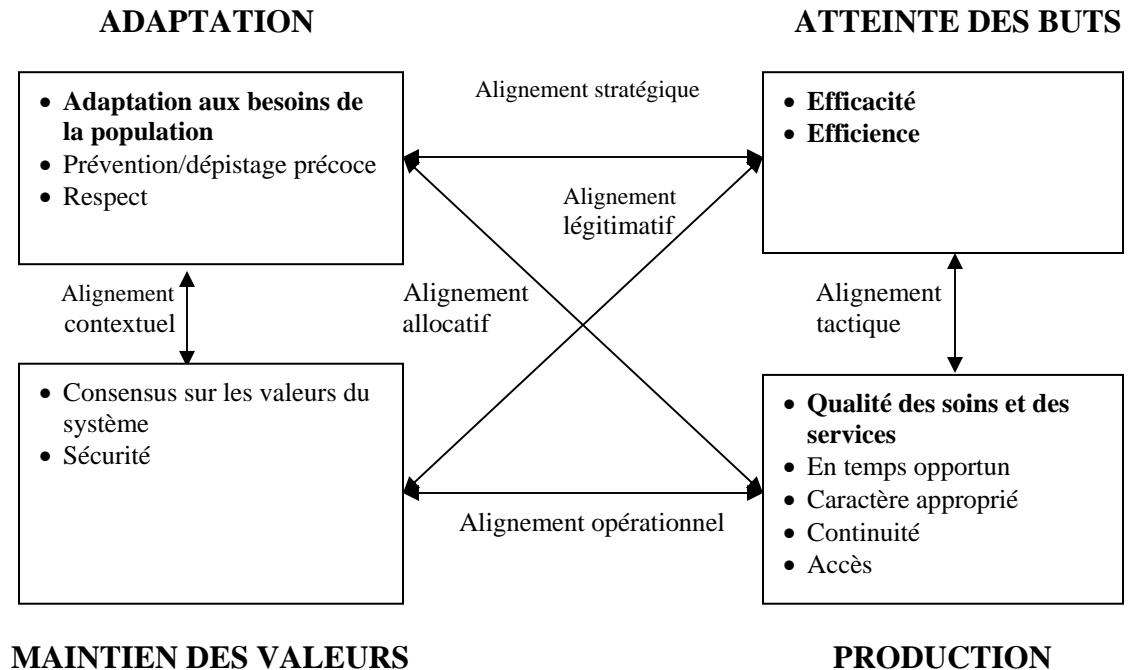 ADAPTATION
ATTEINTE DES BUTS
• Adaptation aux besoins de
la population
• Prévention/dépistage précoce
• Respect
Alignement stratégique
• Efficacité
• Efficience
Alignement
légitimatif
Alignement
contextuel
Alignement
allocatif
Alignement
tactique
• Consensus sur les valeurs du
système
• Sécurité
• Qualité des soins et des
services
• En temps opportun
• Caractère approprié
• Continuité
• Accès
Alignement opérationnel
MAINTIEN DES VALEURS
PRODUCTION